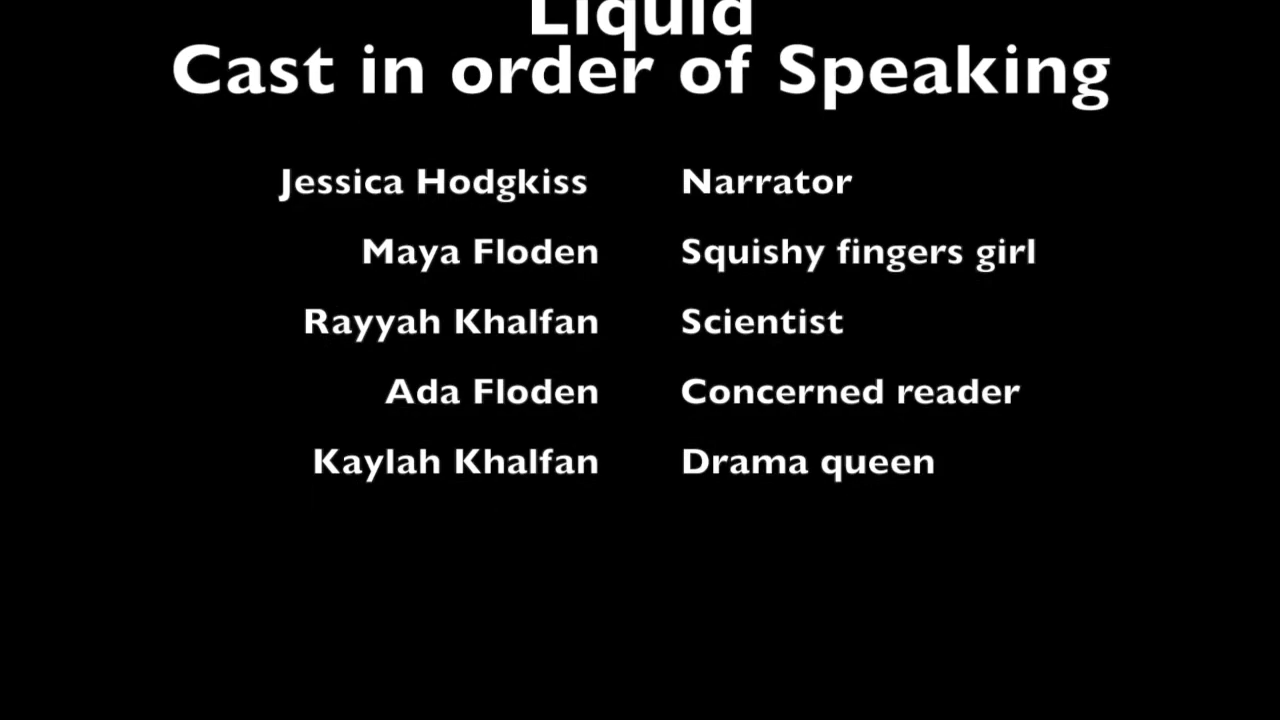 Liquid
Cast in order of Speaking
Jessica Hodgkiss Narrator
Maya Floden Squishy fingers girl
Rayyah Khalfan Scientist
Ada Floden Concerned reader
Kaylah Khalfan Drama queen